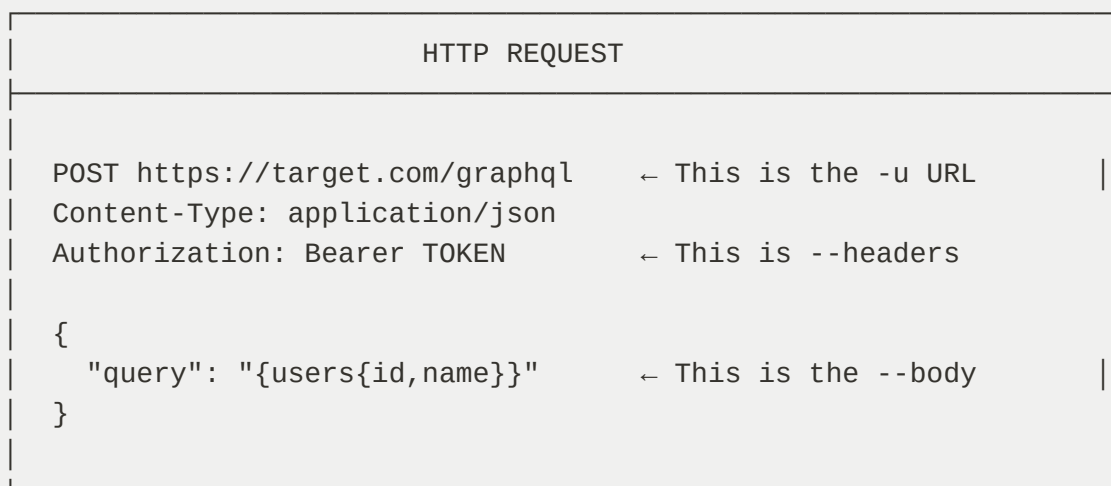 HTTP REQUEST
POST https://target.com/graphql ← This is the -u URL
Content-Type: application/json
Authorization: Bearer TOKEN ← This is --headers
{
"query": "{users{id,name}}" ← This is the --body
}